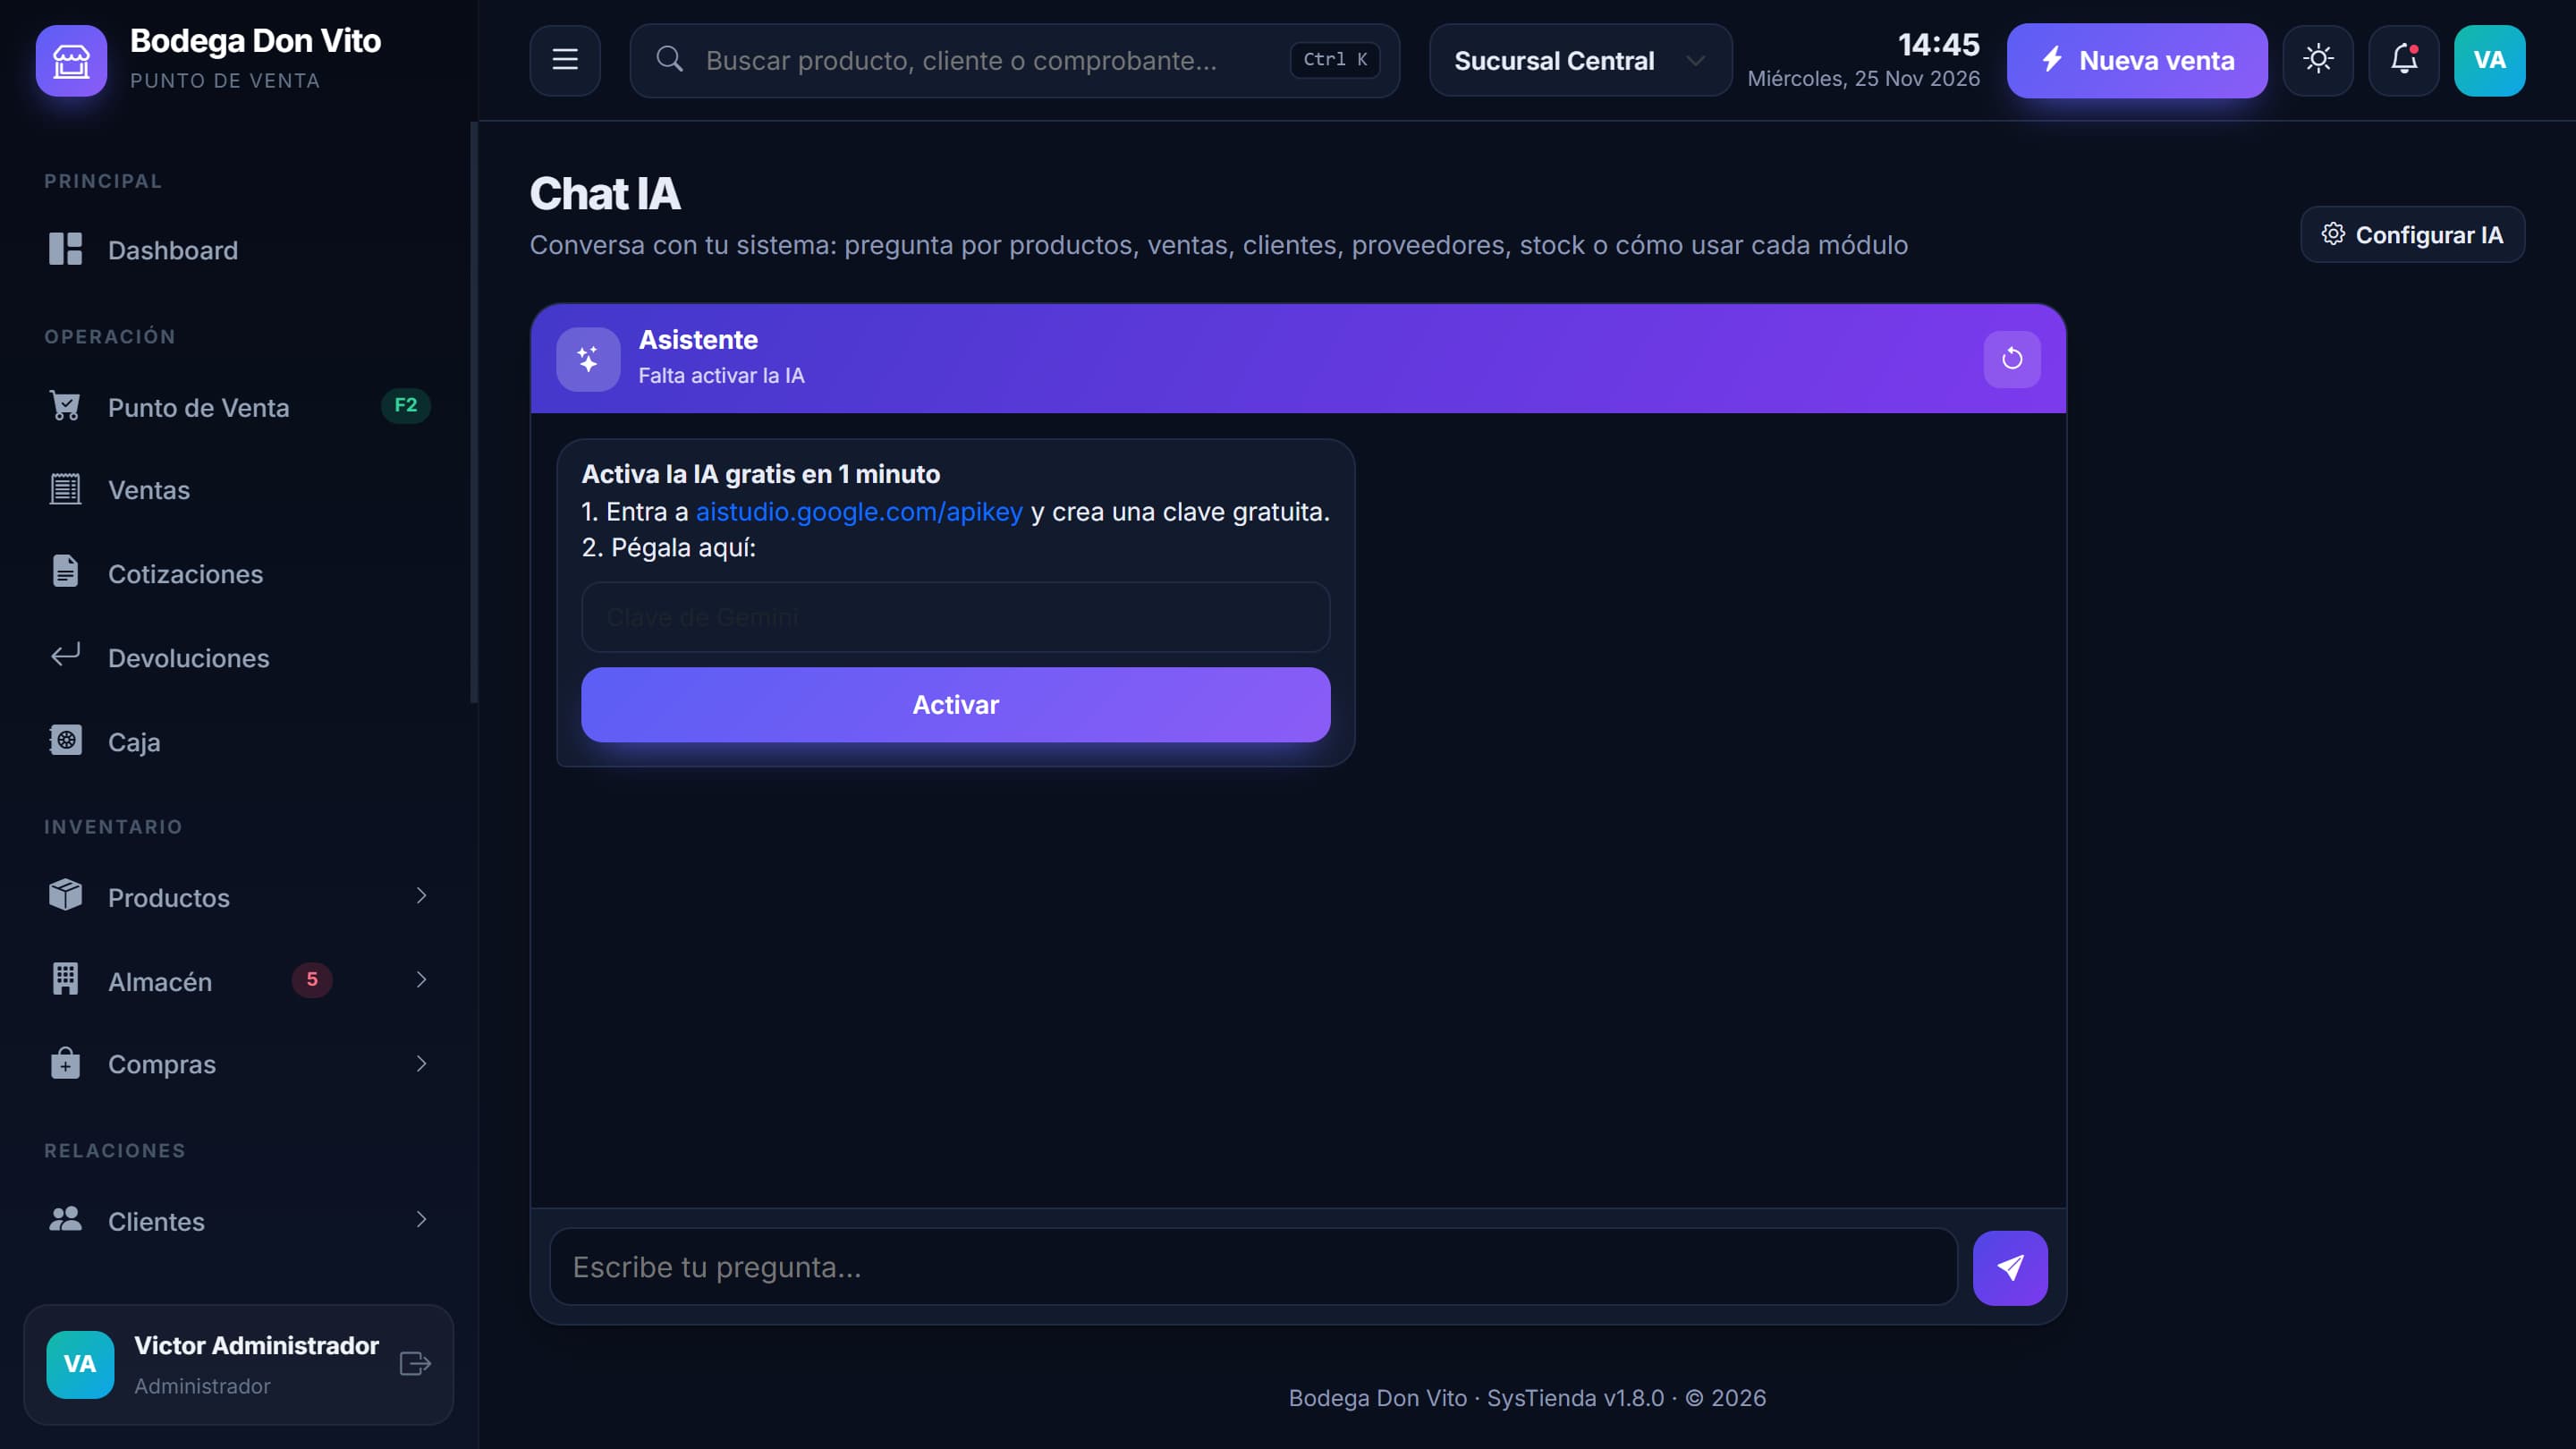 Bodega Don Vito
PUNTO DE VENTA
PRINCIPAL
Dashboard
OPERACIÓN
Punto de Venta
F2
Ventas
Cotizaciones
Devoluciones
Caja
INVENTARIO
Productos
Almacén
5
Compras
RELACIONES
Clientes
VA
Victor Administrador
Administrador
Buscar producto, cliente o comprobante...
Ctrl K
Sucursal Central
14:45
Miércoles, 25 Nov 2026
Nueva venta
VA
Chat IA
Conversa con tu sistema: pregunta por productos, ventas, clientes, proveedores, stock o cómo usar cada módulo
Configurar IA
Asistente
Falta activar la IA
Activa la IA gratis en 1 minuto
1. Entra a aistudio.google.com/apikey y crea una clave gratuita.
2. Pégala aquí:
Clave de Gemini
Activar
Escribe tu pregunta...
Bodega Don Vito · SysTienda v1.8.0 · © 2026